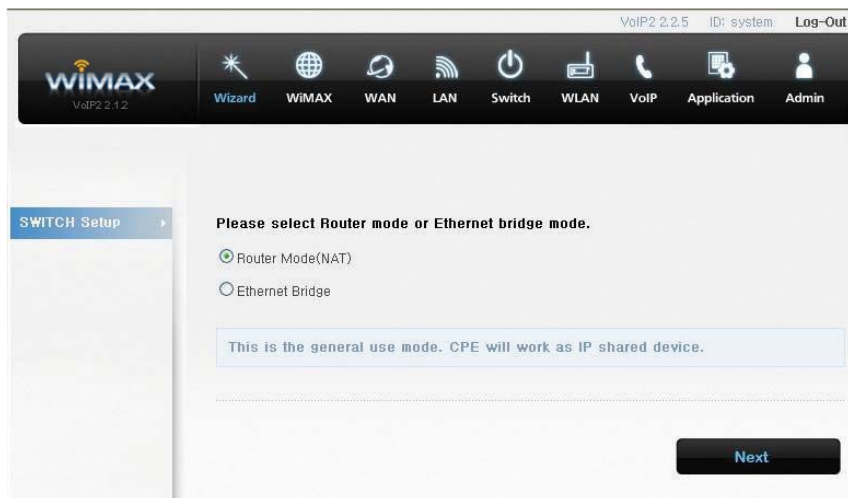 VoIP2 2.2.5 ID: system Log-Out
WiMAX
VoIP2 2.1.2
Wizard WiMAX WAN LAN Switch WLAN VoIP Application Admin
SWITCH Setup
Please select Router mode or Ethernet bridge mode.
Router Mode(NAT)
Ethernet Bridge
This is the general use mode. CPE will work as IP shared device.
Next